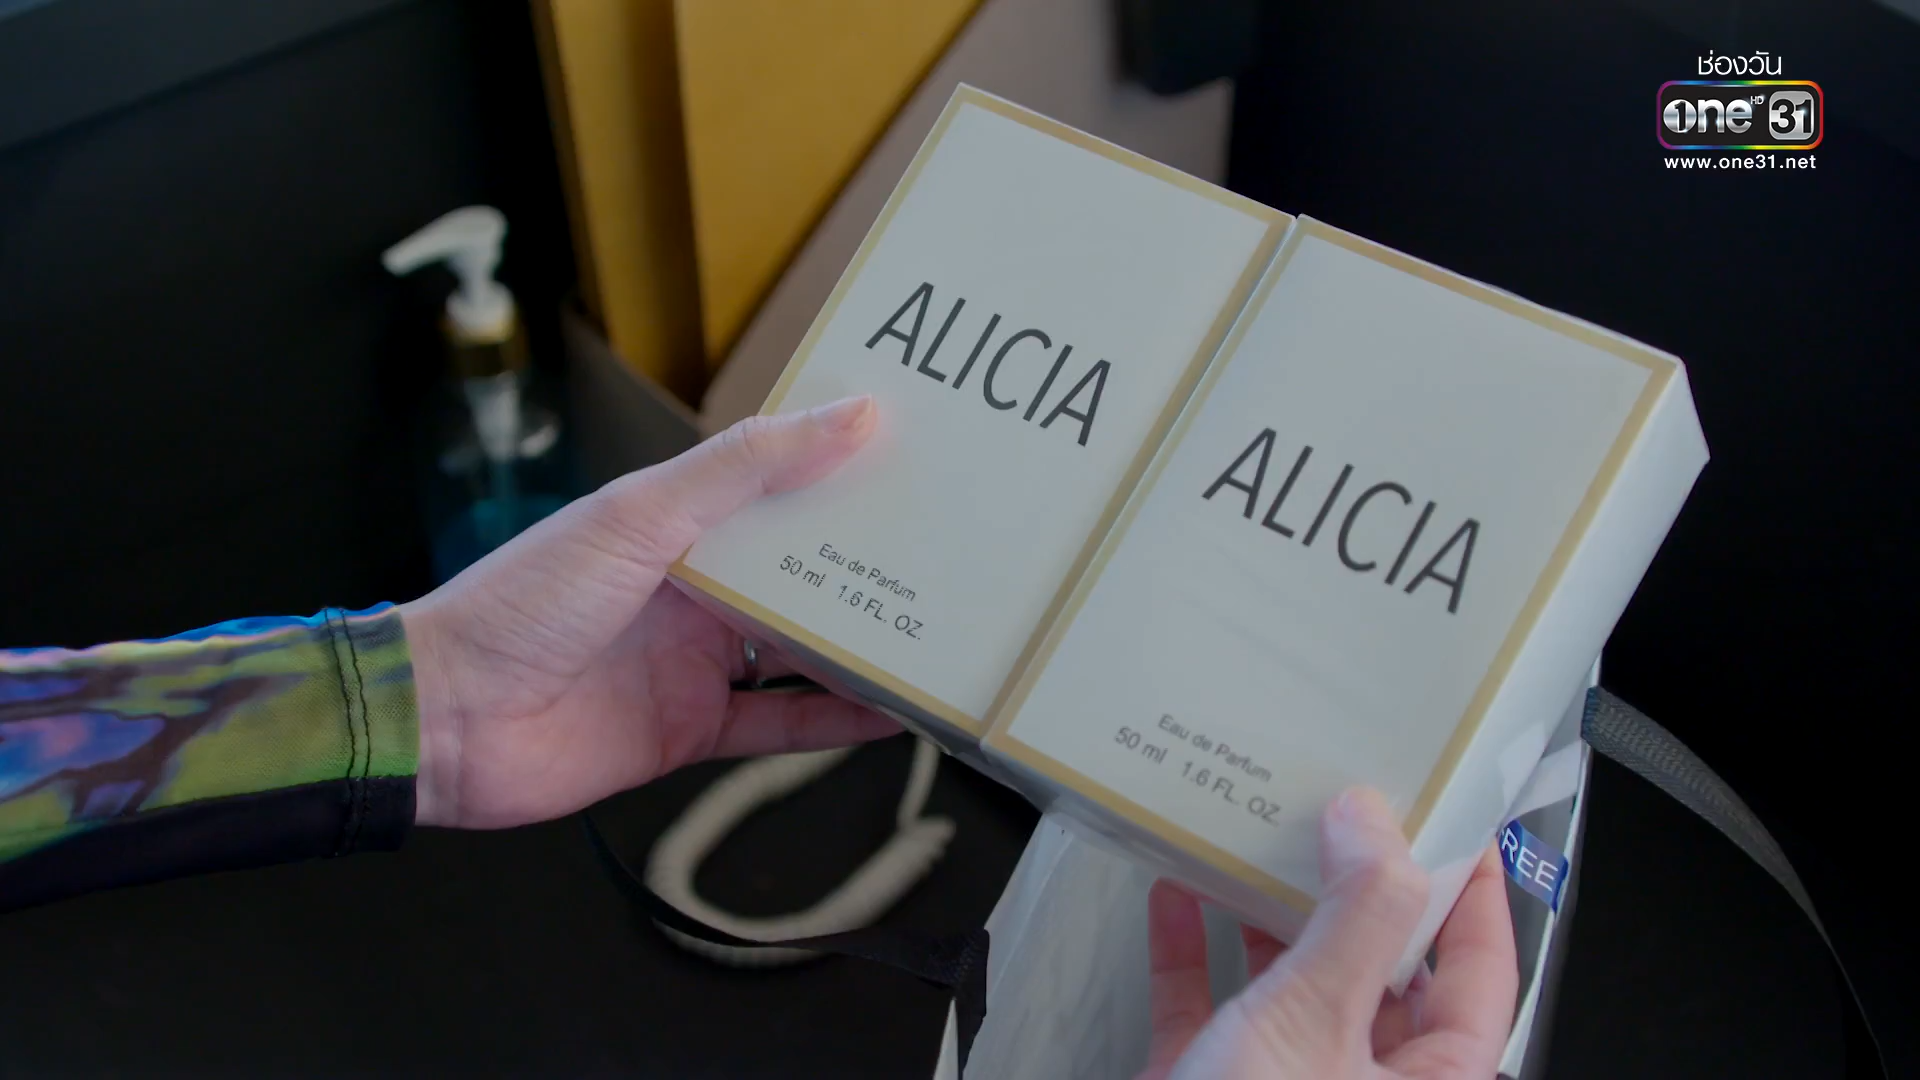 ช่องวัน
one HD 31
www.one31.net
ALICIA
Eau de Parfum
50 ml 1.6 FL. OZ.
ALICIA
Eau de Parfum
50 ml 1.6 FL. OZ.
FREE